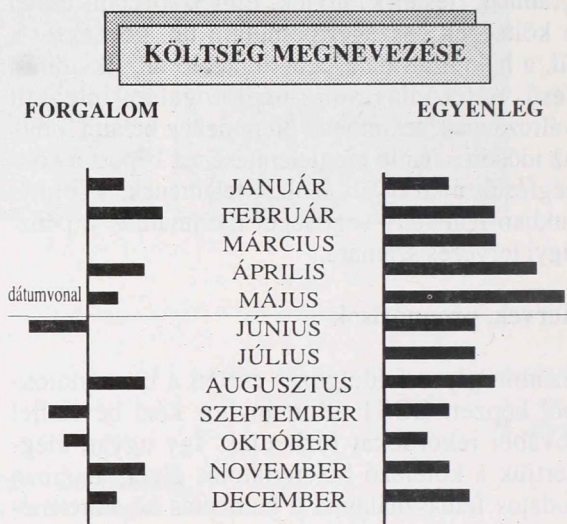 KÖLTSÉG MEGNEVEZÉSE
FORGALOM EGYENLEG
JANUÁR
FEBRUÁR
MÁRCIUS
ÁPRILIS
dátumvonal MÁJUS
JÚNIUS
JÚLIUS
AUGUSZTUS
SZEPTEMBER
OKTÓBER
NOVEMBER
DECEMBER